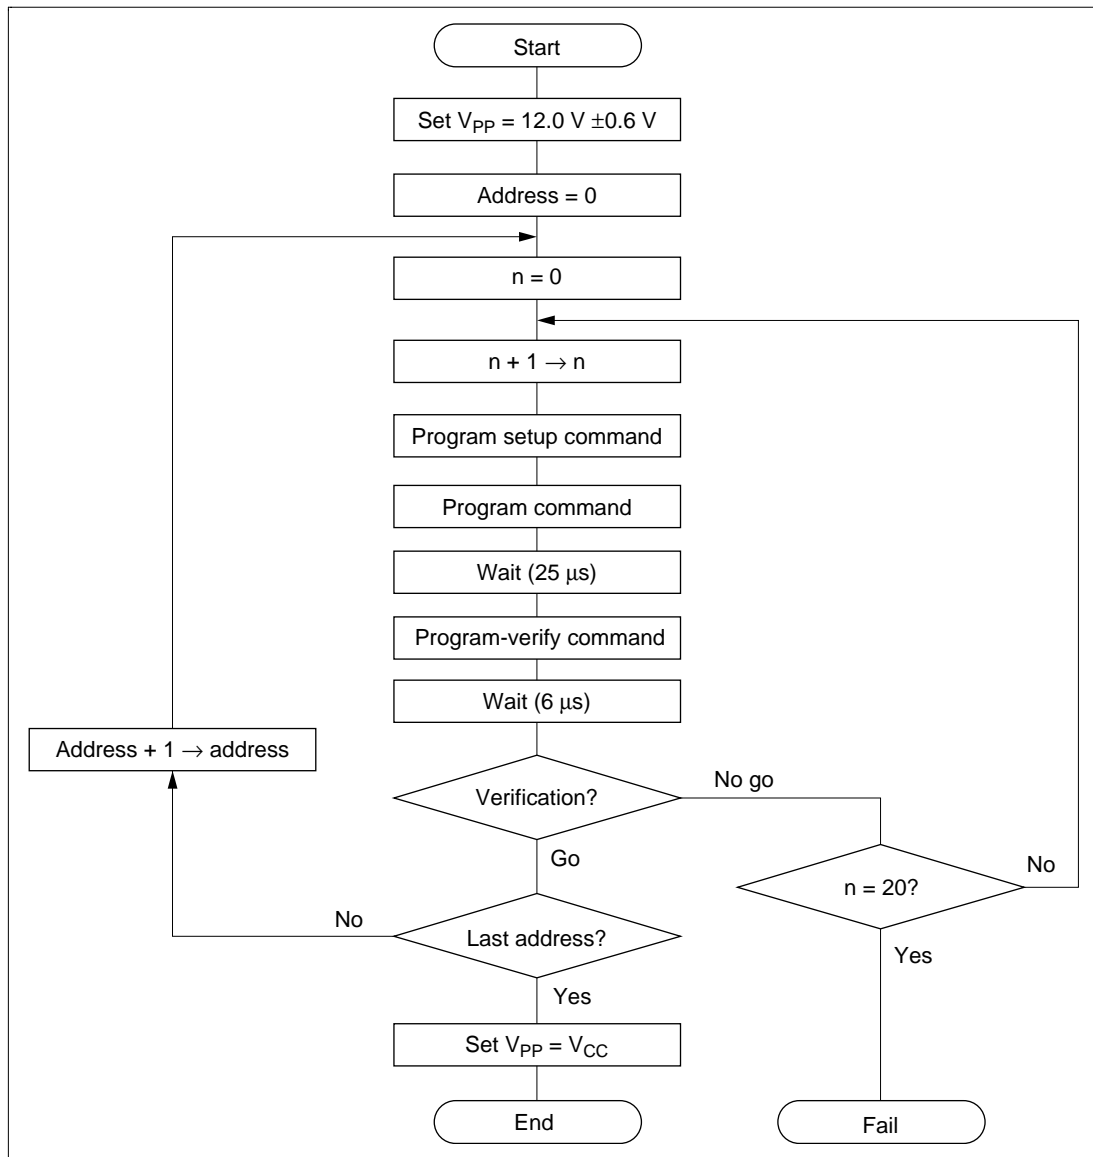 Start
Set VPP = 12.0 V ±0.6 V
Address = 0
n = 0
n + 1 → n
Program setup command
Program command
Wait (25 µs)
Program-verify command
Wait (6 µs)
Address + 1 → address
Verification?
No go
Go
n = 20?
No
Yes
No
Last address?
Yes
Set VPP = VCC
End
Fail